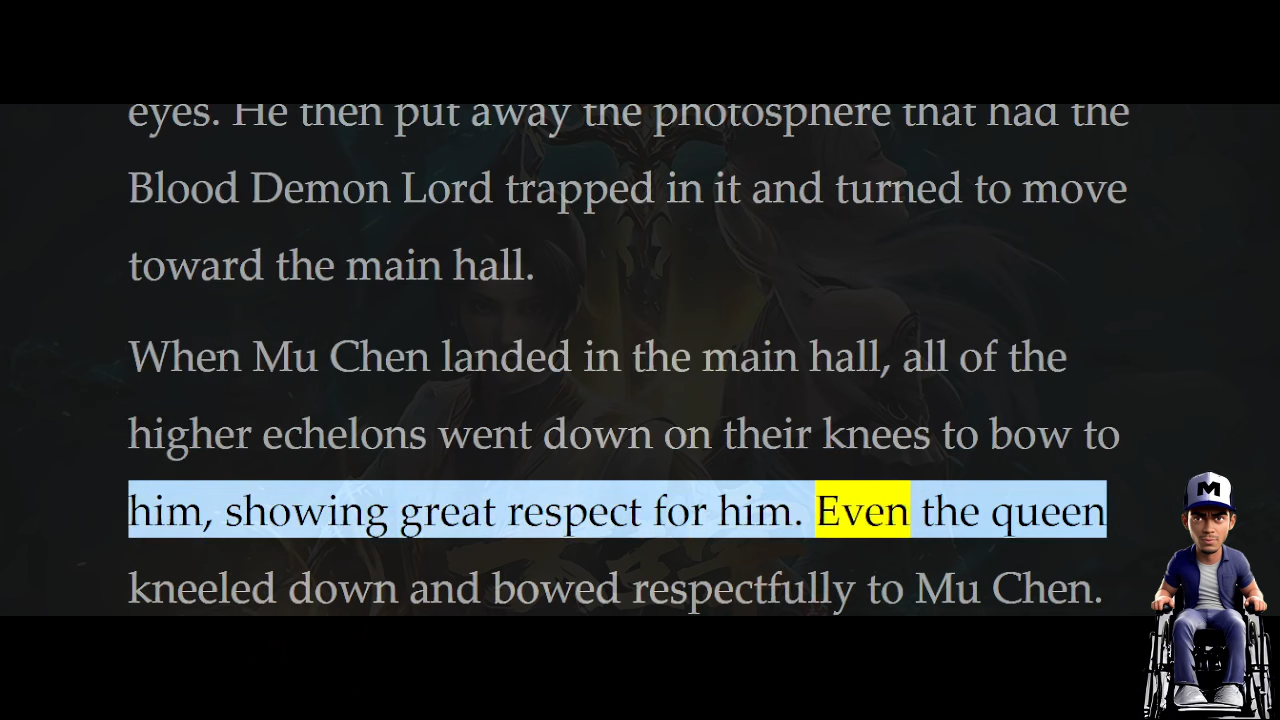 eyes. He then put away the photosphere that had the
Blood Demon Lord trapped in it and turned to move
toward the main hall.
When Mu Chen landed in the main hall, all of the
higher echelons went down on their knees to bow to
him, showing great respect for him. Even the queen
kneeled down and bowed respectfully to Mu Chen.
M
M